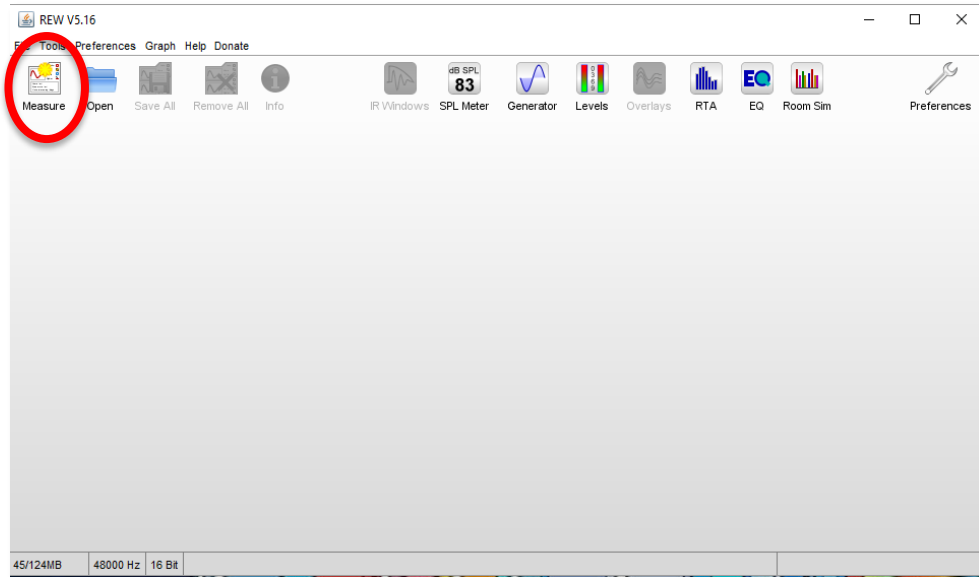 REW V5.16
Tools Preferences Graph Help Donate
dB SPL
83
EQ
Measure Open Save All Remove All Info IR Windows SPL Meter Generator Levels Overlays RTA EQ Room Sim Preferences
45/124MB 48000 Hz 16 Bit